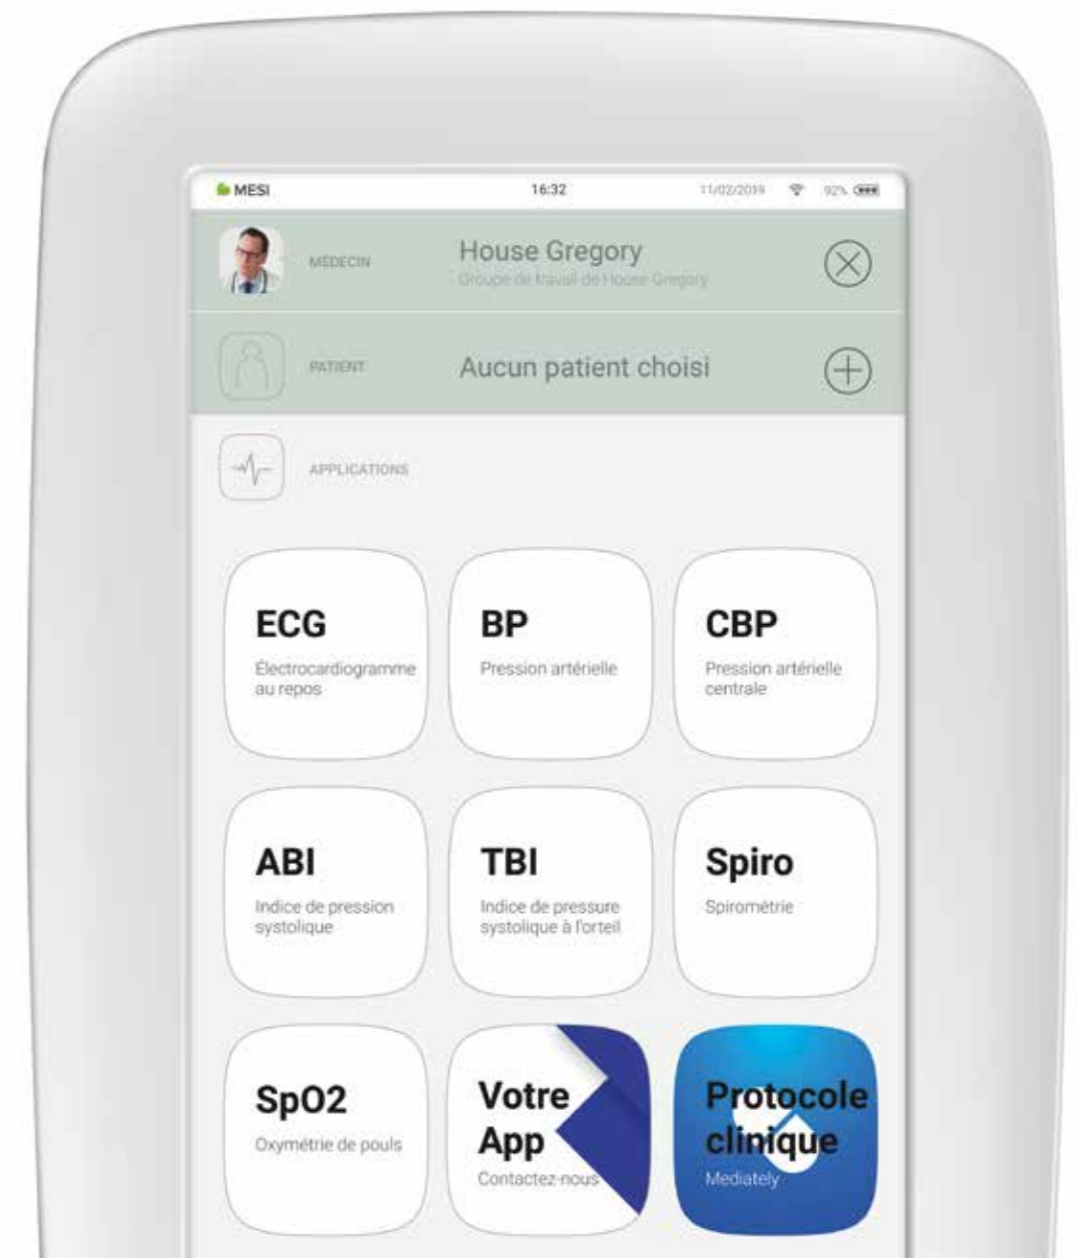 MESI 16:32 11/02/2019 92%
MÉDECIN House Gregory
Groupe de travail de House Gregory
PATIENT Aucun patient choisi
APPLICATIONS
ECG BP CBP
Électrocardiogramme Pression artérielle Pression artérielle
au repos centrale
ABI TBI Spiro
Indice de pression Indice de pressure Spirométrie
systolique systolique à l'orteil
SpO2 Votre Protocole
App clinique
Oxymétrie de pouls Contactez-nous Mediately